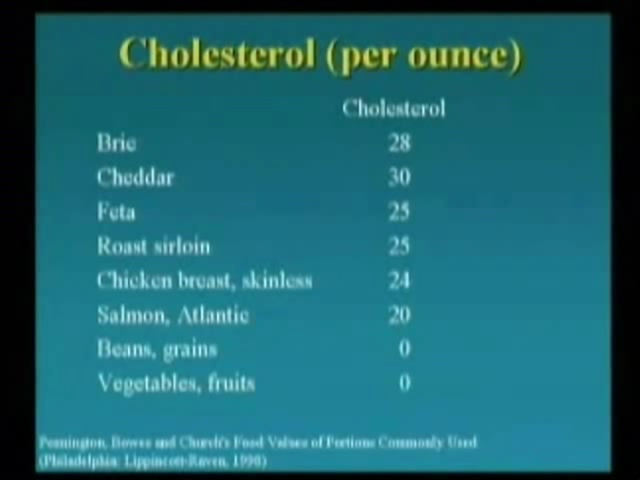 Cholesterol (per ounce)
Cholesterol
Brie 28
Cheddar 30
Feta 25
Roast sirloin 25
Chicken breast, skinless 24
Salmon, Atlantic 20
Beans, grains 0
Vegetables, fruits 0
Pennington, Bowes and Church's Food Values of Portions Commonly Used
(Philadelphia: Lippincott-Raven, 1998)